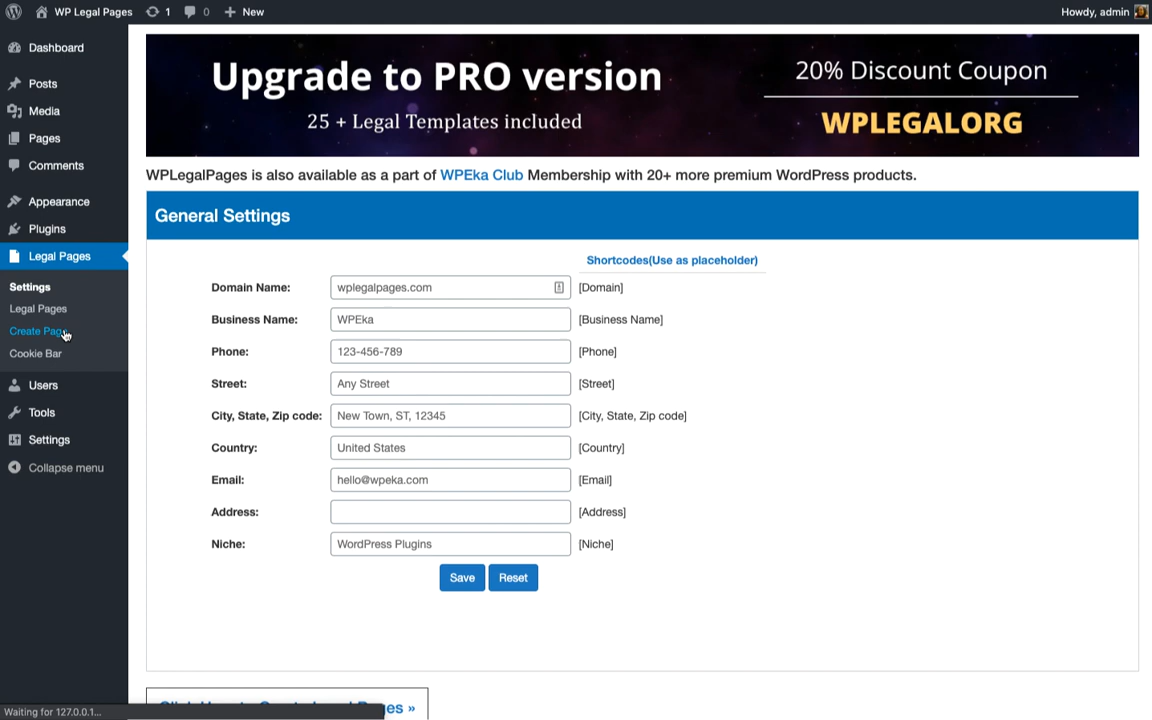 WP Legal Pages 1 0 New Howdy, admin
Dashboard
Posts
Media
Pages
Comments
Appearance
Plugins
Legal Pages
Settings
Legal Pages
Create Page
Cookie Bar
Users
Tools
Settings
Collapse menu
Upgrade to PRO version
25 + Legal Templates included
20% Discount Coupon
WPLEGALORG
WPLegalPages is also available as a part of WPEka Club Membership with 20+ more premium WordPress products.
General Settings
Shortcodes(Use as placeholder)
Domain Name: wplegalpages.com [Domain]
Business Name: WPEka [Business Name]
Phone: 123-456-789 [Phone]
Street: Any Street [Street]
City, State, Zip code: New Town, ST, 12345 [City, State, Zip code]
Country: United States [Country]
Email: hello@wpeka.com [Email]
Address: [Address]
Niche: WordPress Plugins [Niche]
Save Reset
Click Here to Create Legal Pages »
Waiting for 127.0.0.1...